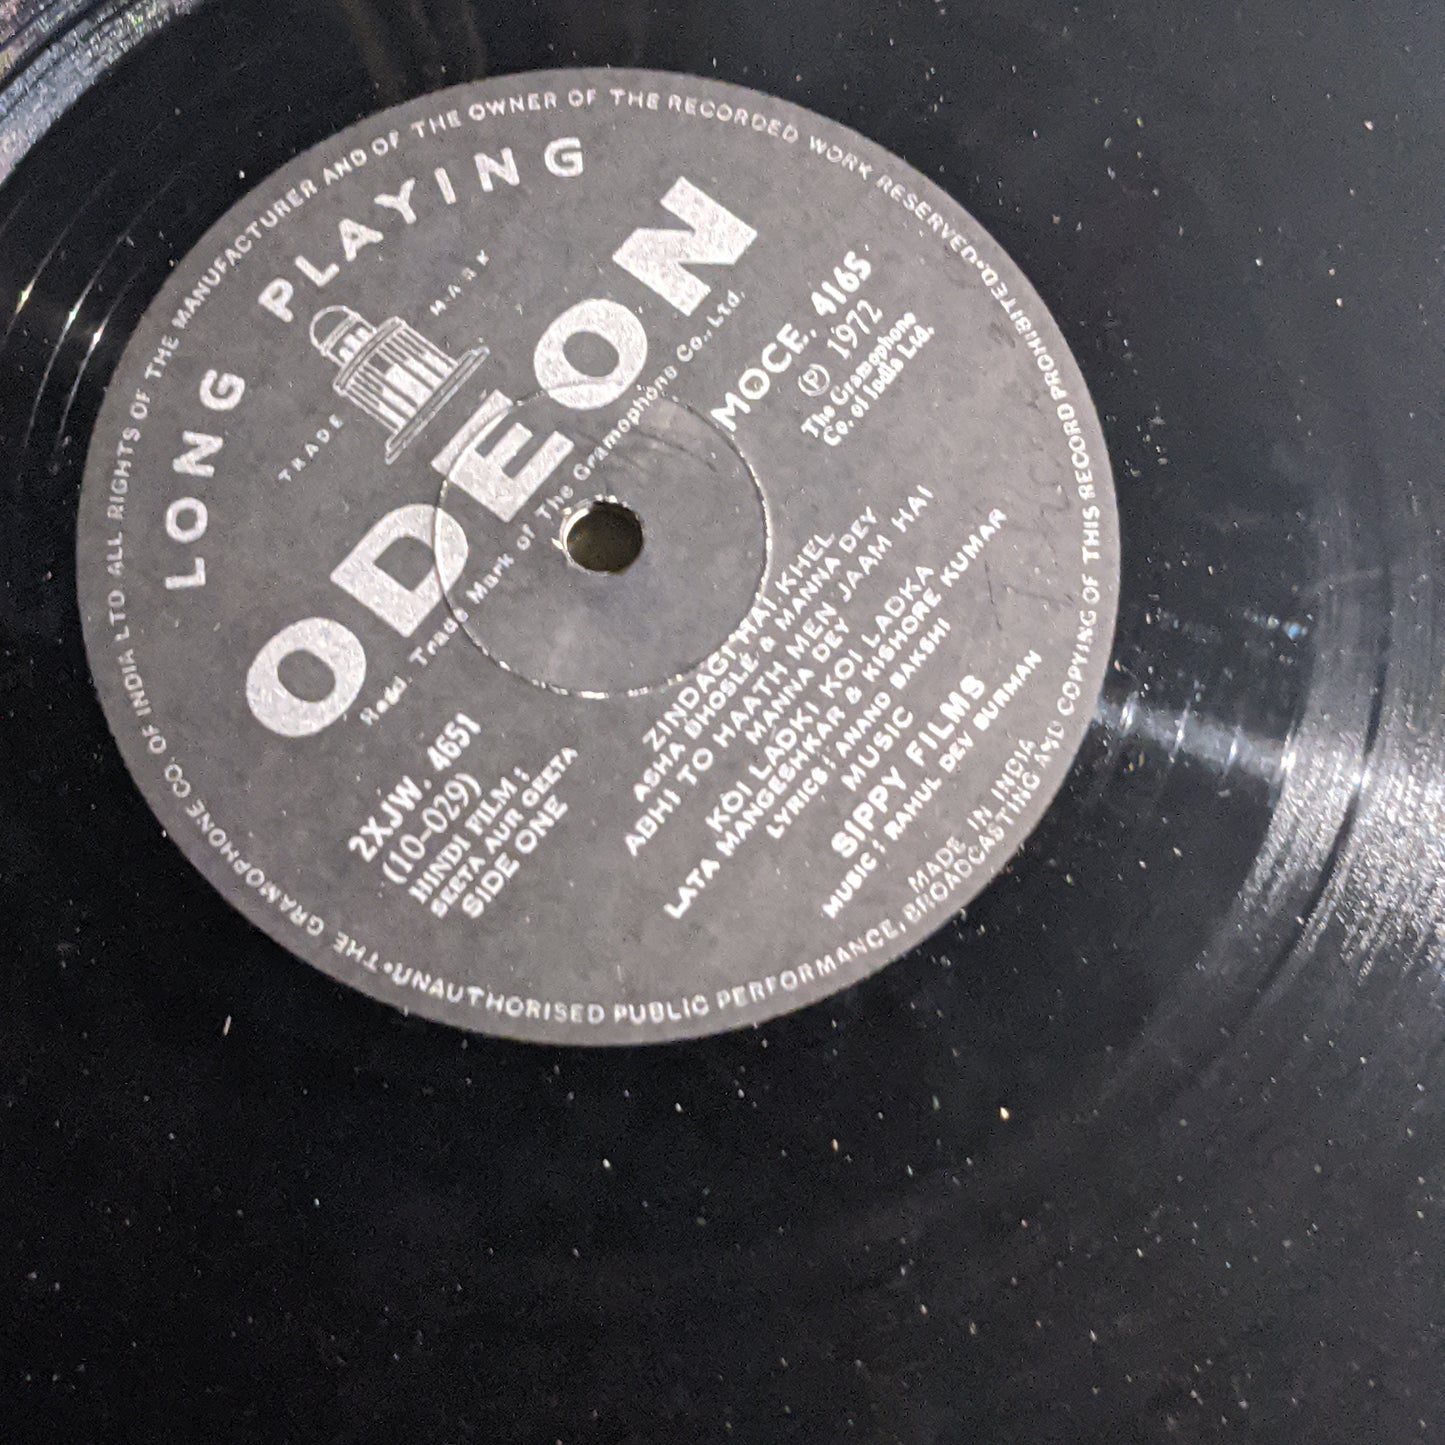 THE GRAMOPHONE CO. OF INDIA LTD ALL RIGHTS OF THE MANUFACTURER AND OF THE OWNER OF THE RECORDED WORK RESERVED•
UNAUTHORISED PUBLIC PERFORMANCE, BROADCASTING AND COPYING OF THIS RECORD PROHIBITED.
LONG PLAYING
TRADE MARK
ODEON
Regd. Trade Mark of The Gramophone Co., Ltd.
MOCE. 4165
Ⓟ 1972
The Gramophone
Co. of India Ltd.
2XJW. 4651
(10-029)
HINDI FILM :
SEETA AUR GEETA
SIDE ONE
ZINDAGI HAI KHEL
ASHA BHOSLE & MANNA DEY
ABHI TO HAATH MEN JAAM HAI
MANNA DEY
KOI LADKI KOI LADKA
LATA MANGESHKAR & KISHORE KUMAR
LYRICS : ANAND BAKSHI
MUSIC
SIPPY FILMS
MUSIC : RAHUL DEV BURMAN
MADE IN INDIA